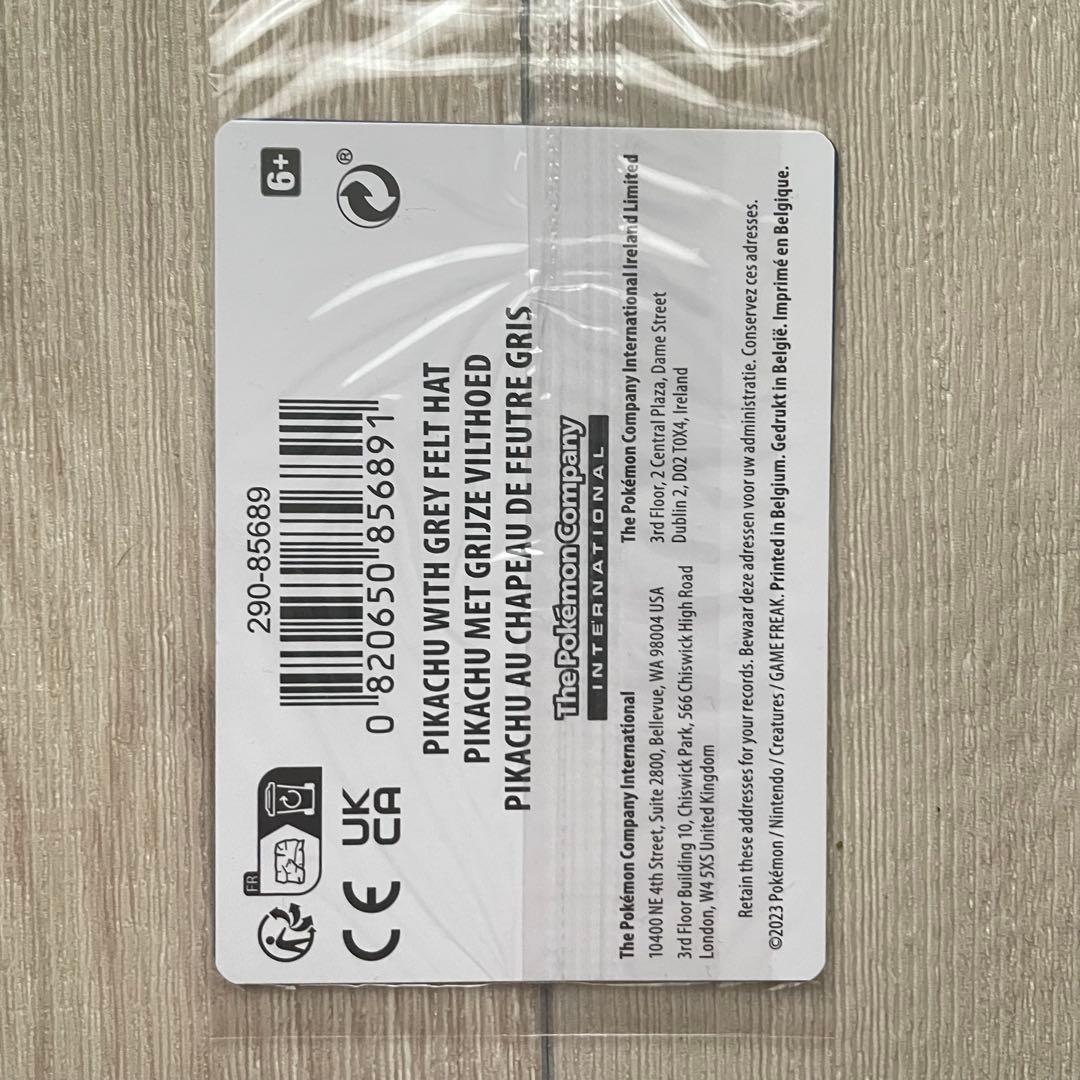 FR
CE
UK
CA
290-85689
0 820650 856891
6+
®
PIKACHU WITH GREY FELT HAT
PIKACHU MET GRIJZE VILTHOED
PIKACHU AU CHAPEAU DE FEUTRE GRIS
The Pokémon Company
INTERNATIONAL
The Pokémon Company International
10400 NE 4th Street, Suite 2800, Bellevue, WA 98004 USA
3rd Floor Building 10, Chiswick Park, 566 Chiswick High Road
London, W4 5XS United Kingdom
The Pokémon Company International Ireland Limited
3rd Floor, 2 Central Plaza, Dame Street
Dublin 2, D02 T0X4, Ireland
Retain these addresses for your records. Bewaar deze adressen voor uw administratie. Conservez ces adresses.
©2023 Pokémon / Nintendo / Creatures / GAME FREAK. Printed in Belgium. Gedrukt in België. Imprimé en Belgique.